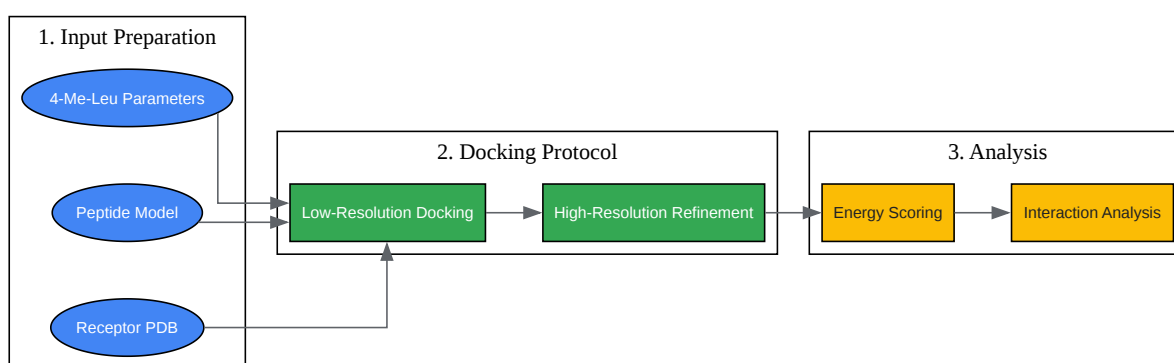 1. Input Preparation
4-Me-Leu Parameters
Peptide Model
Receptor PDB
2. Docking Protocol
Low-Resolution Docking
High-Resolution Refinement
3. Analysis
Energy Scoring
Interaction Analysis